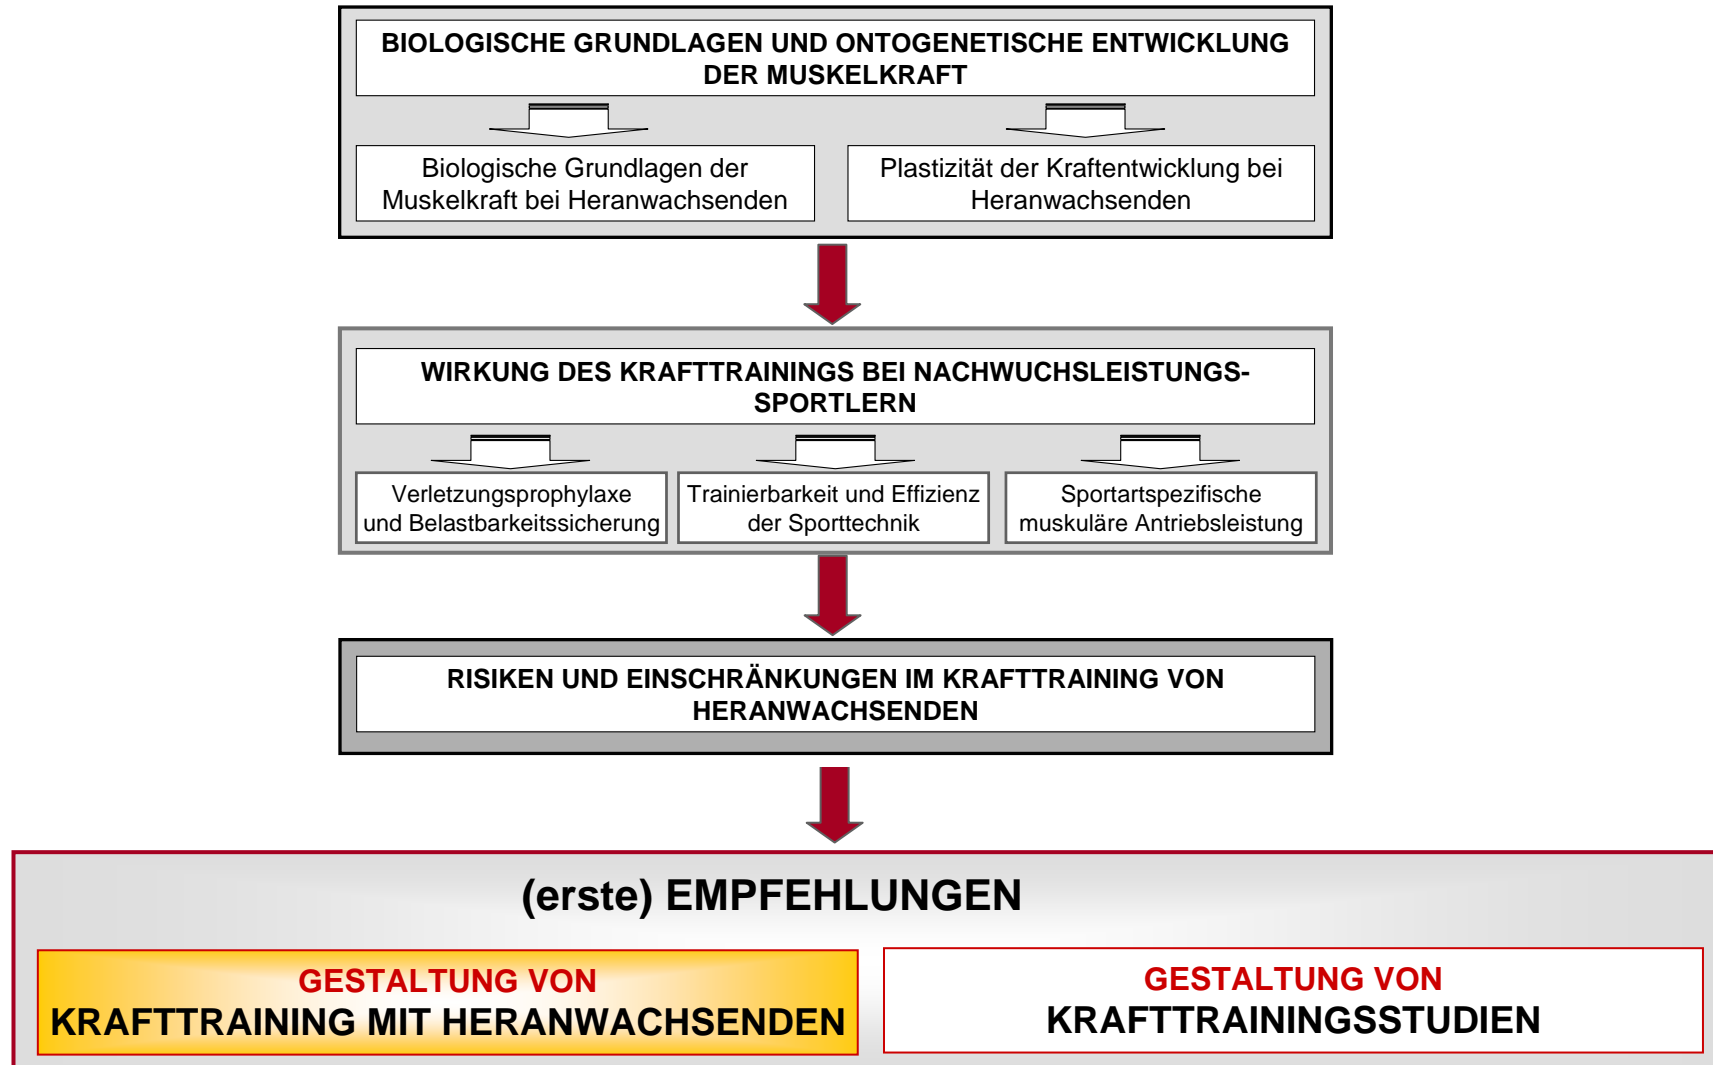 BIOLOGISCHE GRUNDLAGEN UND ONTOGENETISCHE ENTWICKLUNG
DER MUSKELKRAFT
Biologische Grundlagen der
Muskelkraft bei Heranwachsenden
Plastizität der Kraftentwicklung bei
Heranwachsenden
WIRKUNG DES KRAFTTRAININGS BEI NACHWUCHSLEISTUNGS-
SPORTLERN
Verletzungsprophylaxe
und Belastbarkeitssicherung
Trainierbarkeit und Effizienz
der Sporttechnik
Sportartspezifische
muskuläre Antriebsleistung
RISIKEN UND EINSCHRÄNKUNGEN IM KRAFTTRAINING VON
HERANWACHSENDEN
(erste) EMPFEHLUNGEN
GESTALTUNG VON
KRAFTTRAINING MIT HERANWACHSENDEN
GESTALTUNG VON
KRAFTTRAININGSSTUDIEN